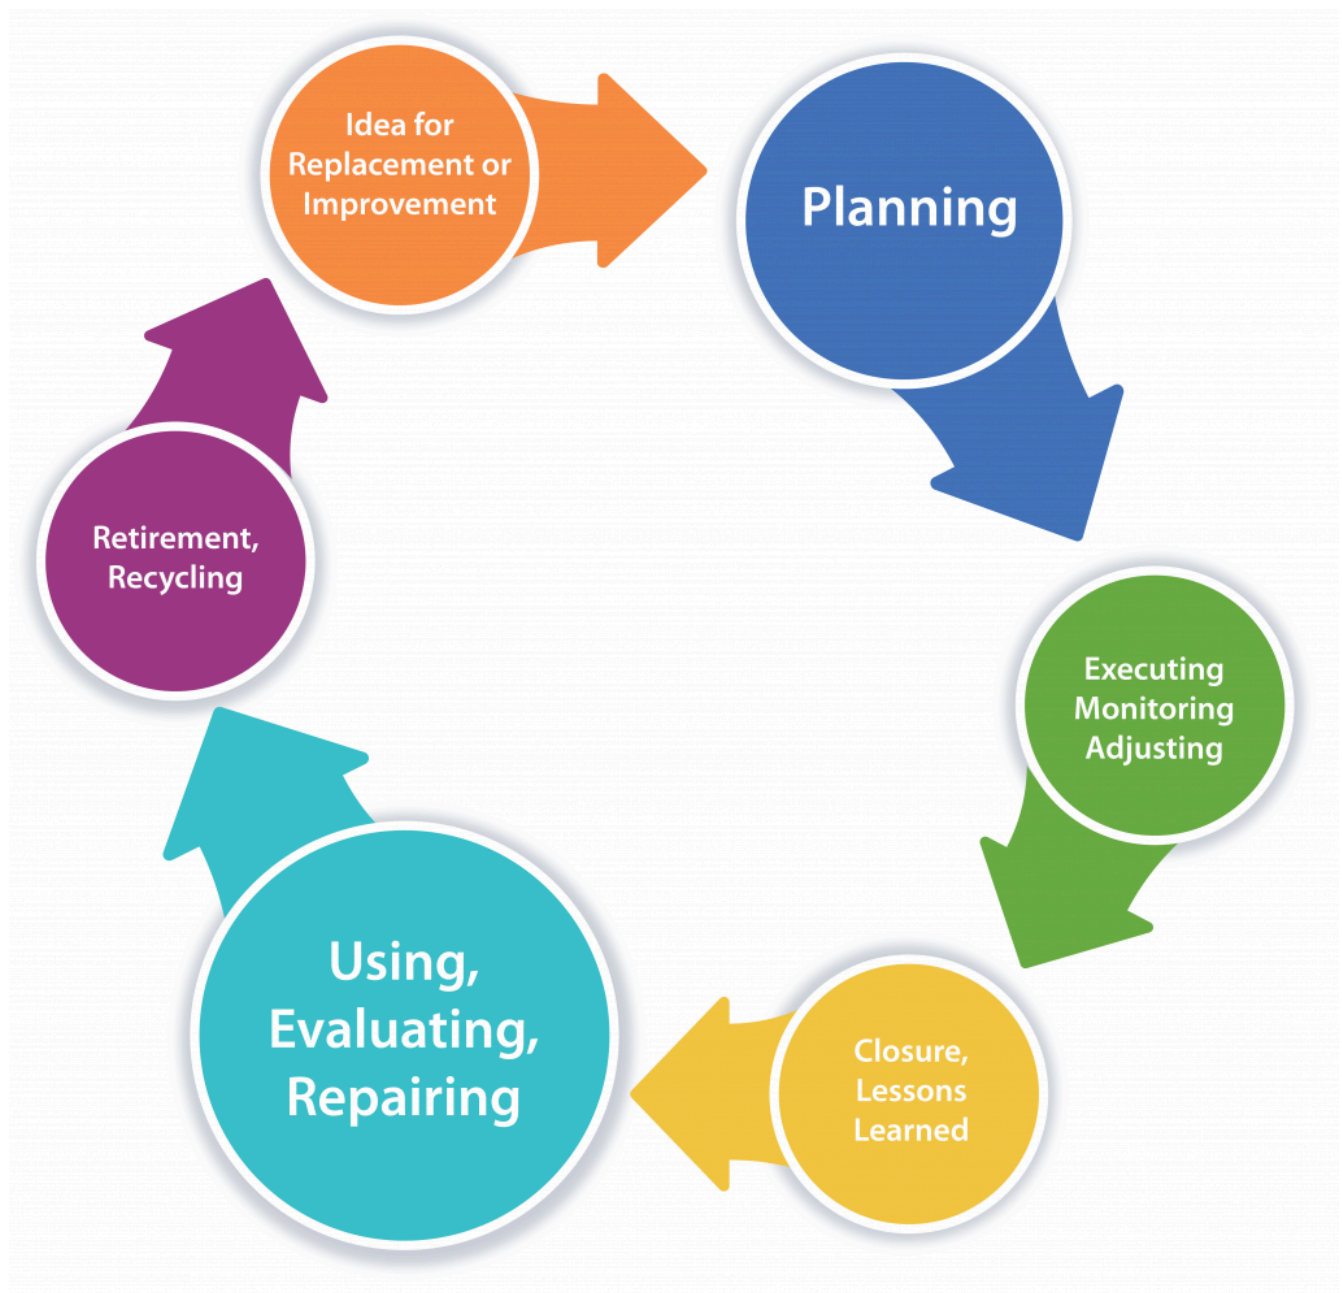 Idea for
Replacement or
Improvement
Planning
Executing
Monitoring
Adjusting
Closure,
Lessons
Learned
Using,
Evaluating,
Repairing
Retirement,
Recycling